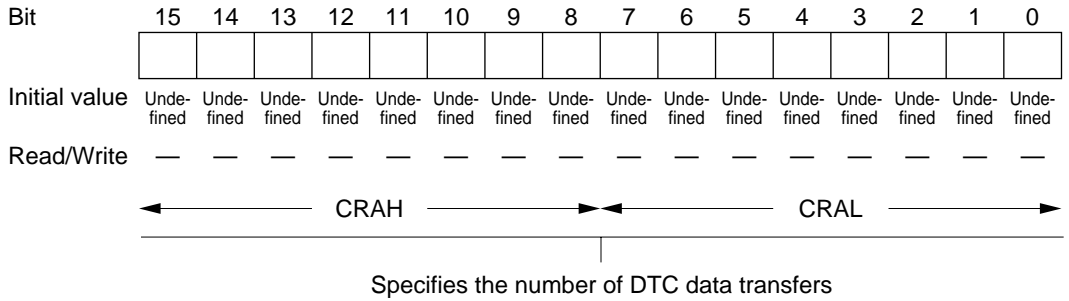 Bit 15 14 13 12 11 10 9 8 7 6 5 4 3 2 1 0
Initial value Unde- Unde- Unde- Unde- Unde- Unde- Unde- Unde- Unde- Unde- Unde- Unde- Unde- Unde- Unde- Unde-
fined fined fined fined fined fined fined fined fined fined fined fined fined fined fined fined
Read/Write — — — — — — — — — — — — — — — —
CRAH CRAL
Specifies the number of DTC data transfers